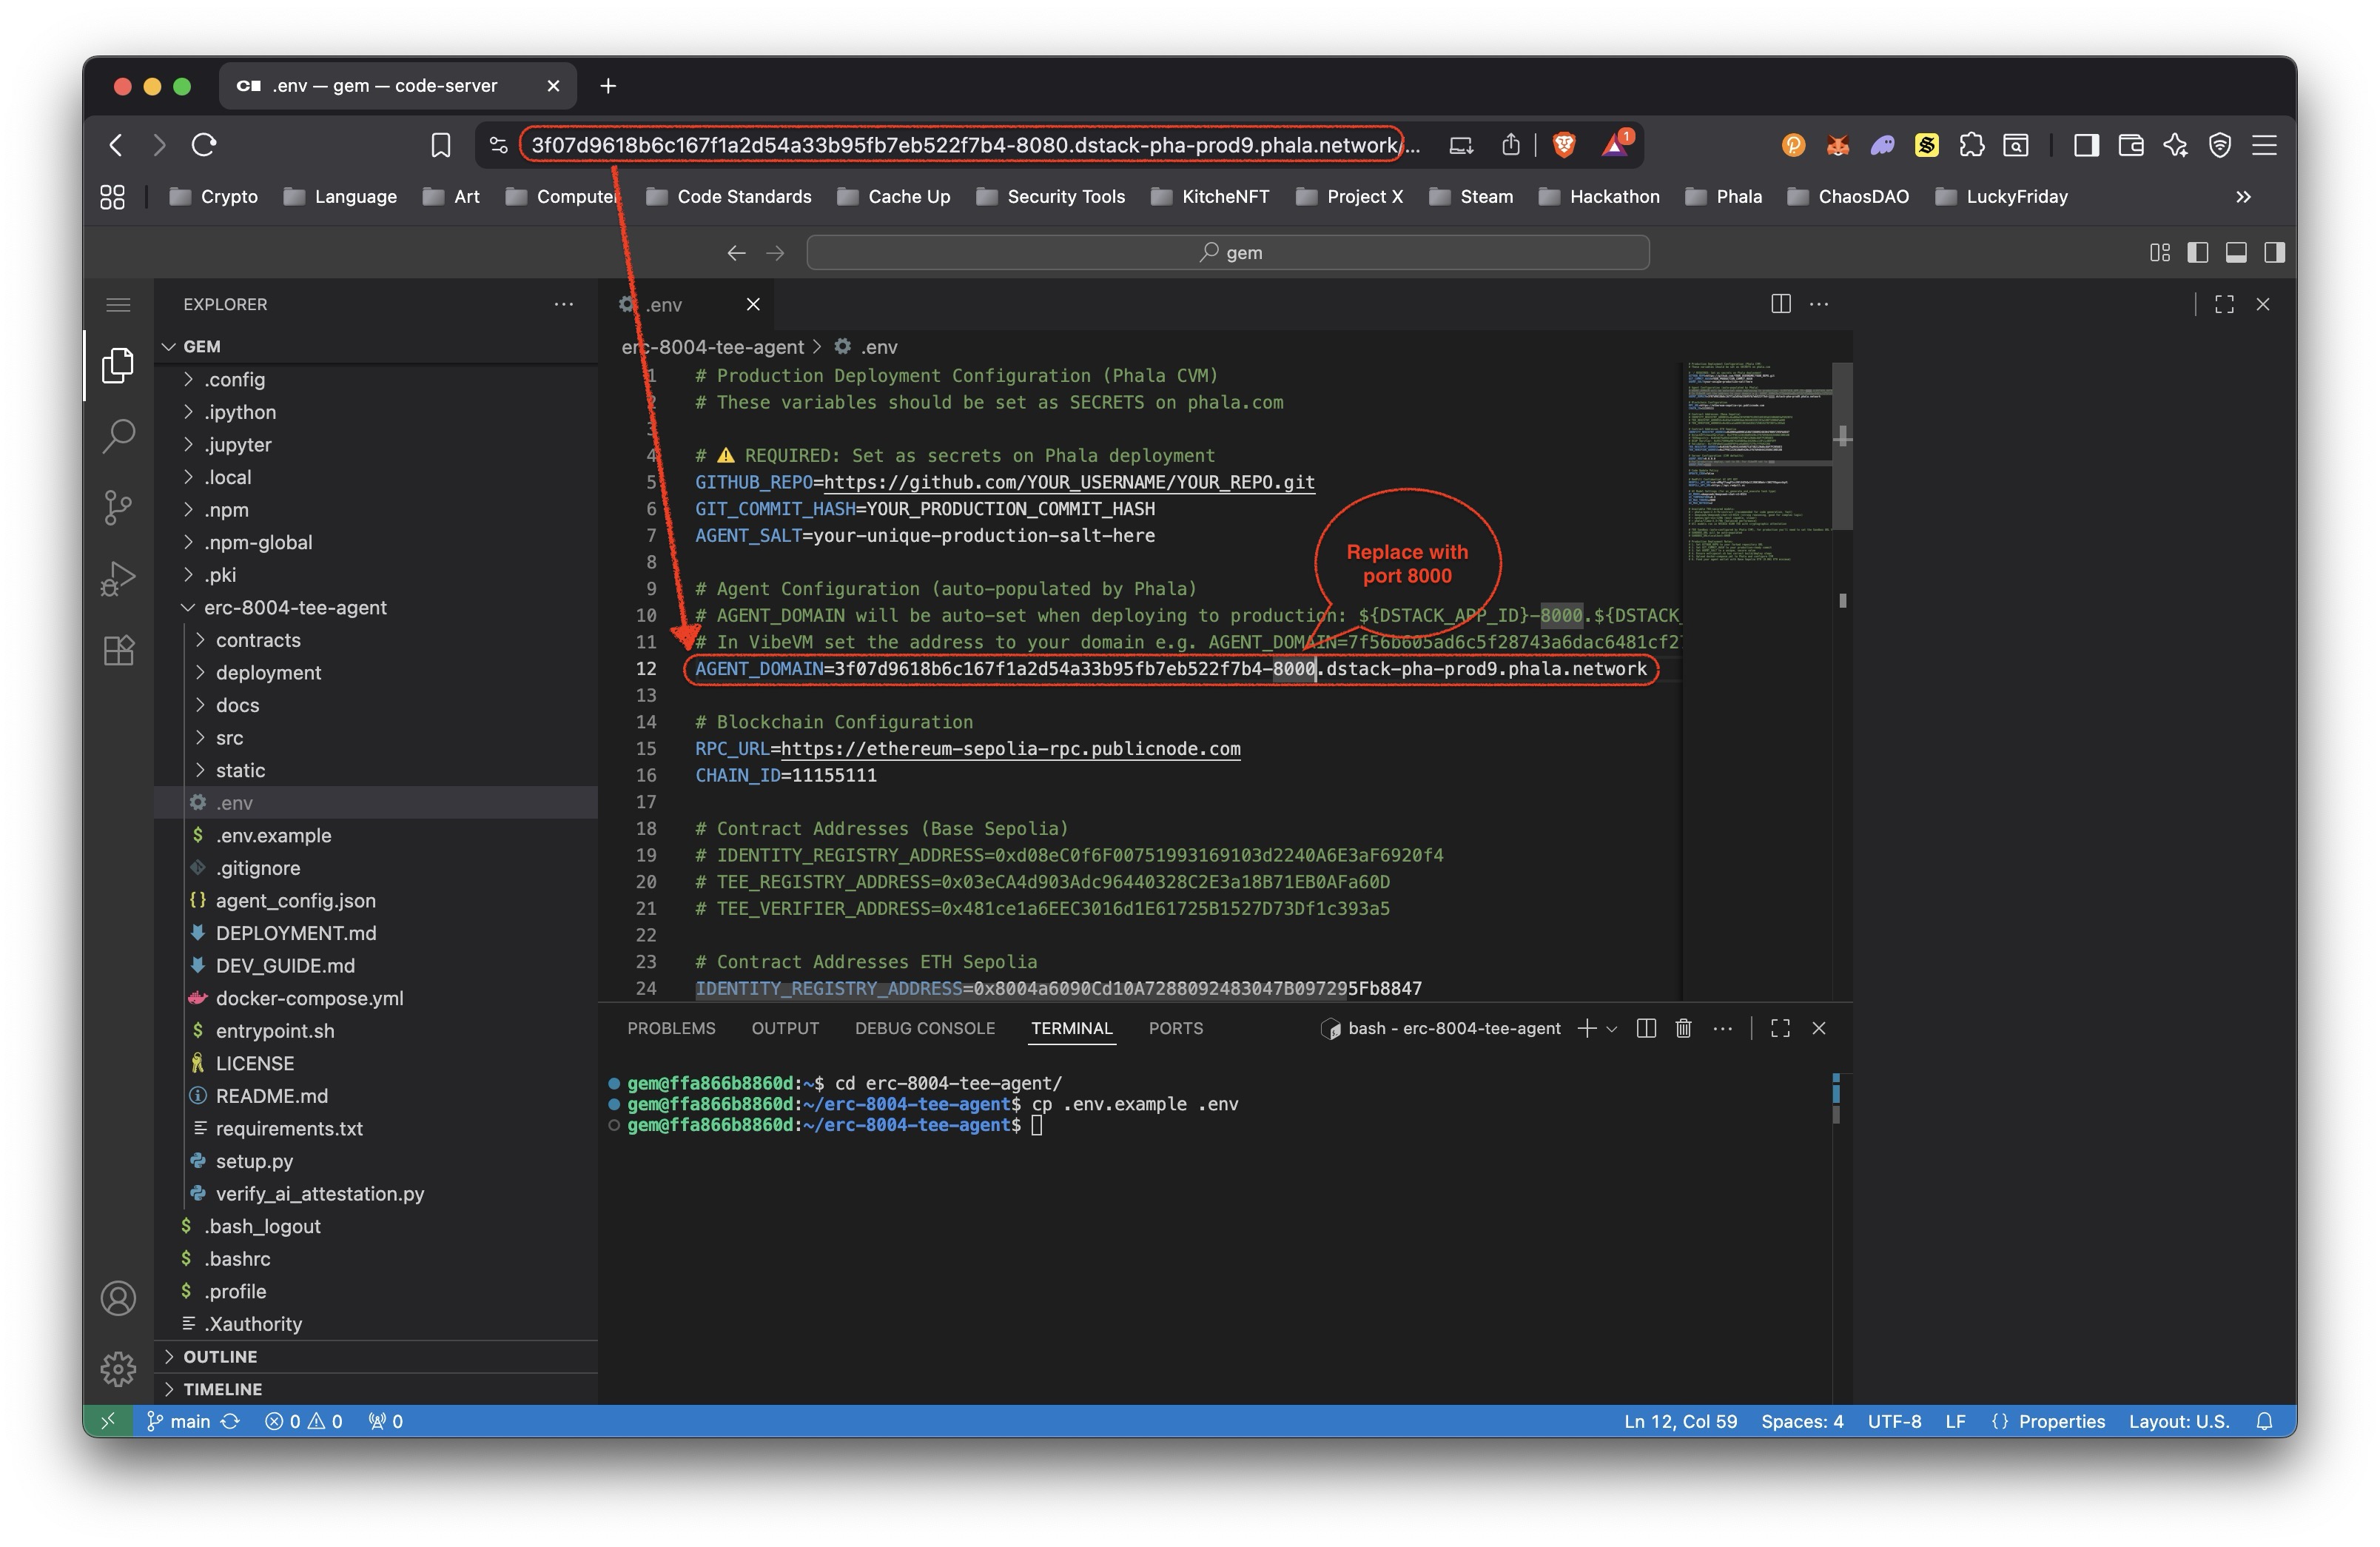 .env — gem — code-server
3f07d9618b6c167f1a2d54a33b95fb7eb522f7b4-8080.dstack-pha-prod9.phala.network/...
1
Crypto
Language
Art
Computer
Code Standards
Cache Up
Security Tools
KitcheNFT
Project X
Steam
Hackathon
Phala
ChaosDAO
LuckyFriday
gem
EXPLORER
GEM
.config
.ipython
.jupyter
.local
.npm
.npm-global
.pki
erc-8004-tee-agent
contracts
deployment
docs
src
static
.env
.env.example
.gitignore
agent_config.json
DEPLOYMENT.md
DEV_GUIDE.md
docker-compose.yml
entrypoint.sh
LICENSE
README.md
requirements.txt
setup.py
verify_ai_attestation.py
.bash_logout
.bashrc
.profile
.Xauthority
OUTLINE
TIMELINE
.env
erc-8004-tee-agent > .env
1 # Production Deployment Configuration (Phala CVM)
2 # These variables should be set as SECRETS on phala.com
3
4 # ⚠ REQUIRED: Set as secrets on Phala deployment
5 GITHUB_REPO=https://github.com/YOUR_USERNAME/YOUR_REPO.git
6 GIT_COMMIT_HASH=YOUR_PRODUCTION_COMMIT_HASH
7 AGENT_SALT=your-unique-production-salt-here
8
9 # Agent Configuration (auto-populated by Phala)
10 # AGENT_DOMAIN will be auto-set when deploying to production: ${DSTACK_APP_ID}-8000.${DSTACK_
11 # In VibeVM set the address to your domain e.g. AGENT_DOMAIN=7f56b605ad6c5f28743a6dac6481cf2
12 AGENT_DOMAIN=3f07d9618b6c167f1a2d54a33b95fb7eb522f7b4-8000.dstack-pha-prod9.phala.network
13
14 # Blockchain Configuration
15 RPC_URL=https://ethereum-sepolia-rpc.publicnode.com
16 CHAIN_ID=11155111
17
18 # Contract Addresses (Base Sepolia)
19 # IDENTITY_REGISTRY_ADDRESS=0xd08eC0f6F00751993169103d2240A6E3aF6920f4
20 # TEE_REGISTRY_ADDRESS=0x03eCA4d903Adc96440328C2E3a18B71EB0AFa60D
21 # TEE_VERIFIER_ADDRESS=0x481ce1a6EEC3016d1E61725B1527D73Df1c393a5
22
23 # Contract Addresses ETH Sepolia
24 IDENTITY_REGISTRY_ADDRESS=0x8004a6090Cd10A7288092483047B097295Fb8847
Replace with
port 8000
PROBLEMS
OUTPUT
DEBUG CONSOLE
TERMINAL
PORTS
bash - erc-8004-tee-agent
gem@ffa866b8860d:~$ cd erc-8004-tee-agent/
gem@ffa866b8860d:~/erc-8004-tee-agent$ cp .env.example .env
gem@ffa866b8860d:~/erc-8004-tee-agent$
main
0
0
0
Ln 12, Col 59
Spaces: 4
UTF-8
LF
{} Properties
Layout: U.S.